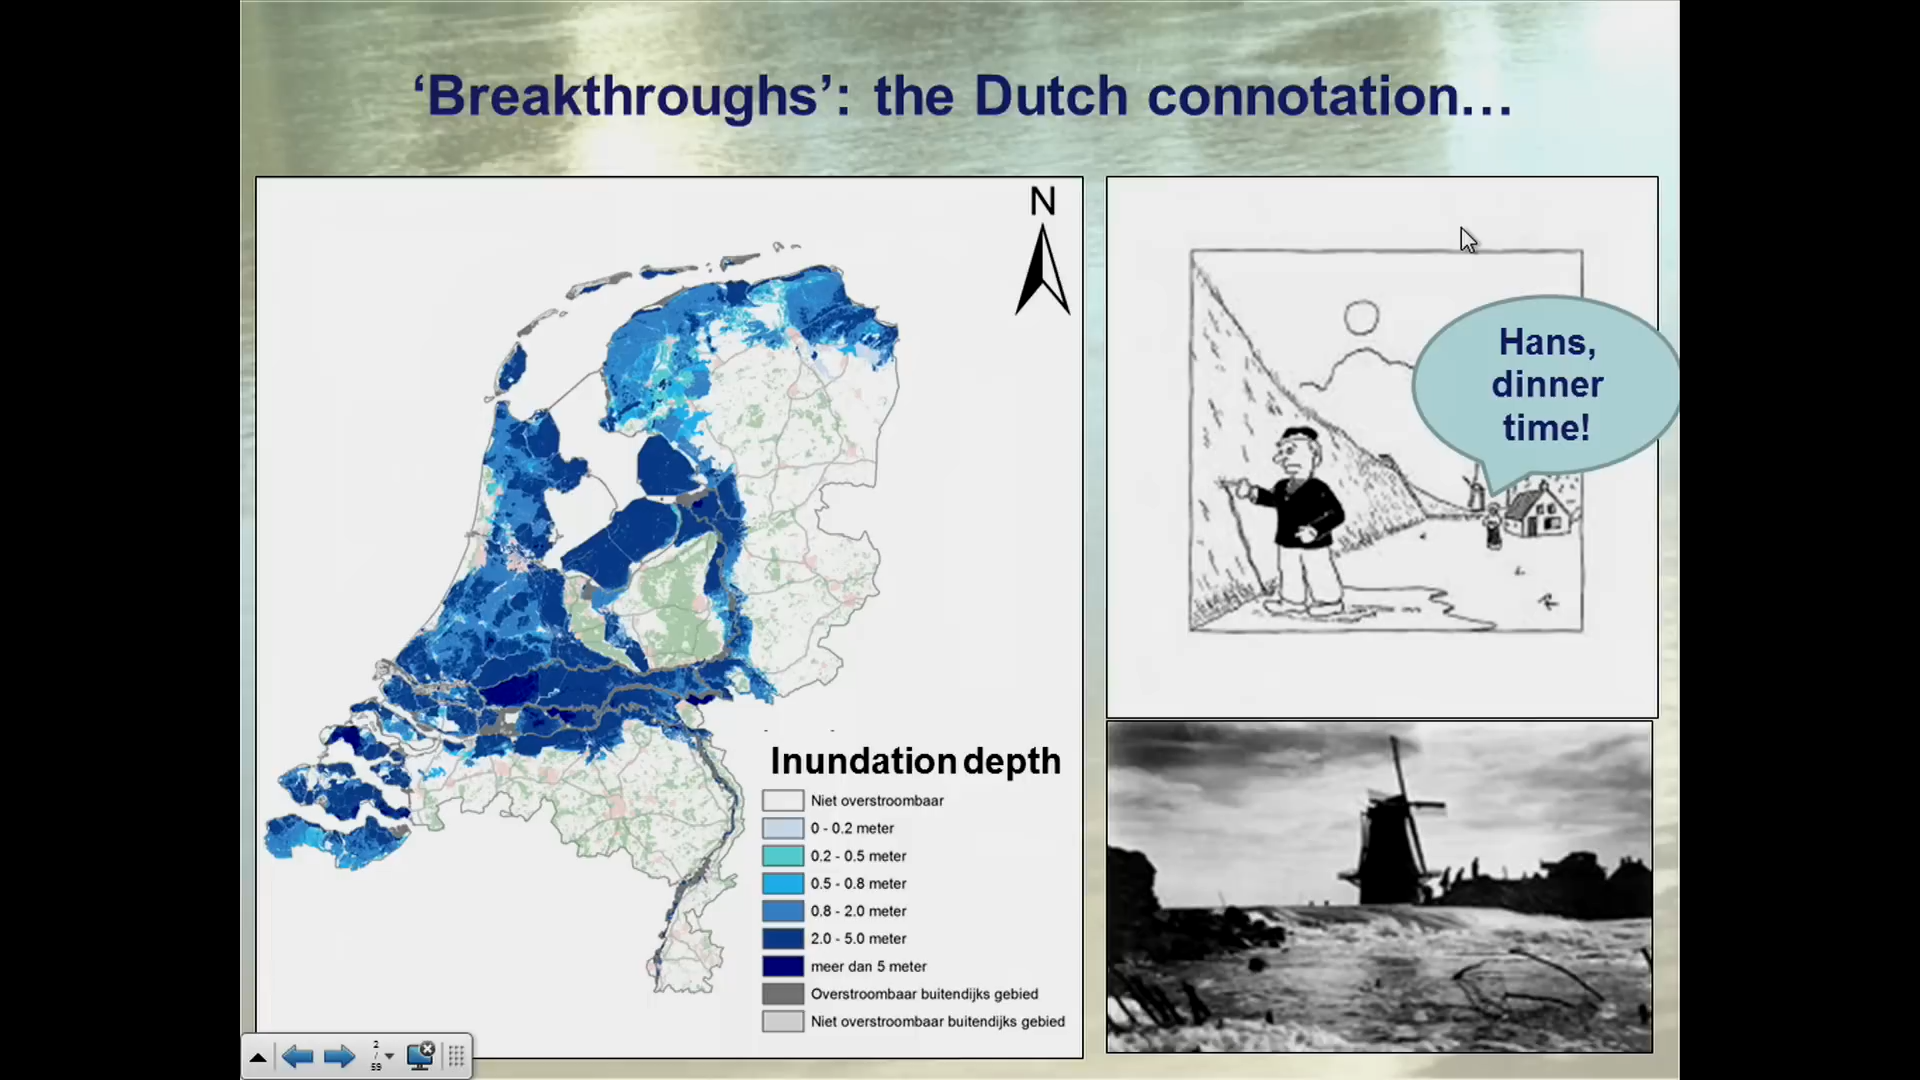 ‘Breakthroughs’: the Dutch connotation…
N
Hans,
dinner
time!
Inundation depth
Niet overstroombaar
0 - 0.2 meter
0.2 - 0.5 meter
0.5 - 0.8 meter
0.8 - 2.0 meter
2.0 - 5.0 meter
meer dan 5 meter
Overstroombaar buitendijks gebied
Niet overstroombaar buitendijks gebied
2
/
59